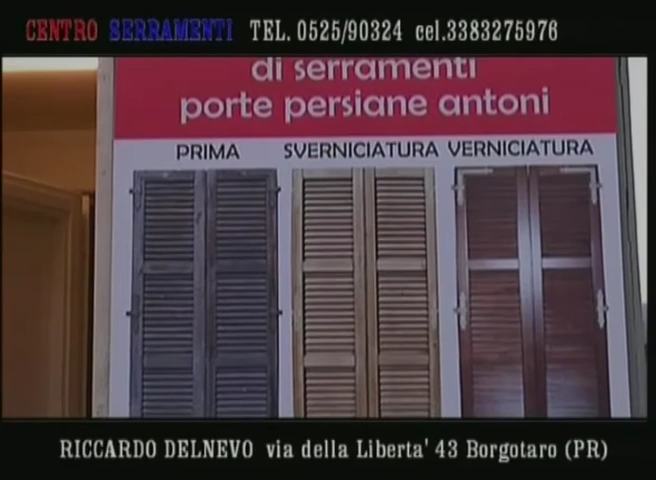 CENTRO SERRAMENTI TEL. 0525/90324 cel.3383275976
di serramenti
porte persiane antoni
PRIMA SVERNICIATURA VERNICIATURA
RICCARDO DELNEVO via della Liberta' 43 Borgotaro (PR)